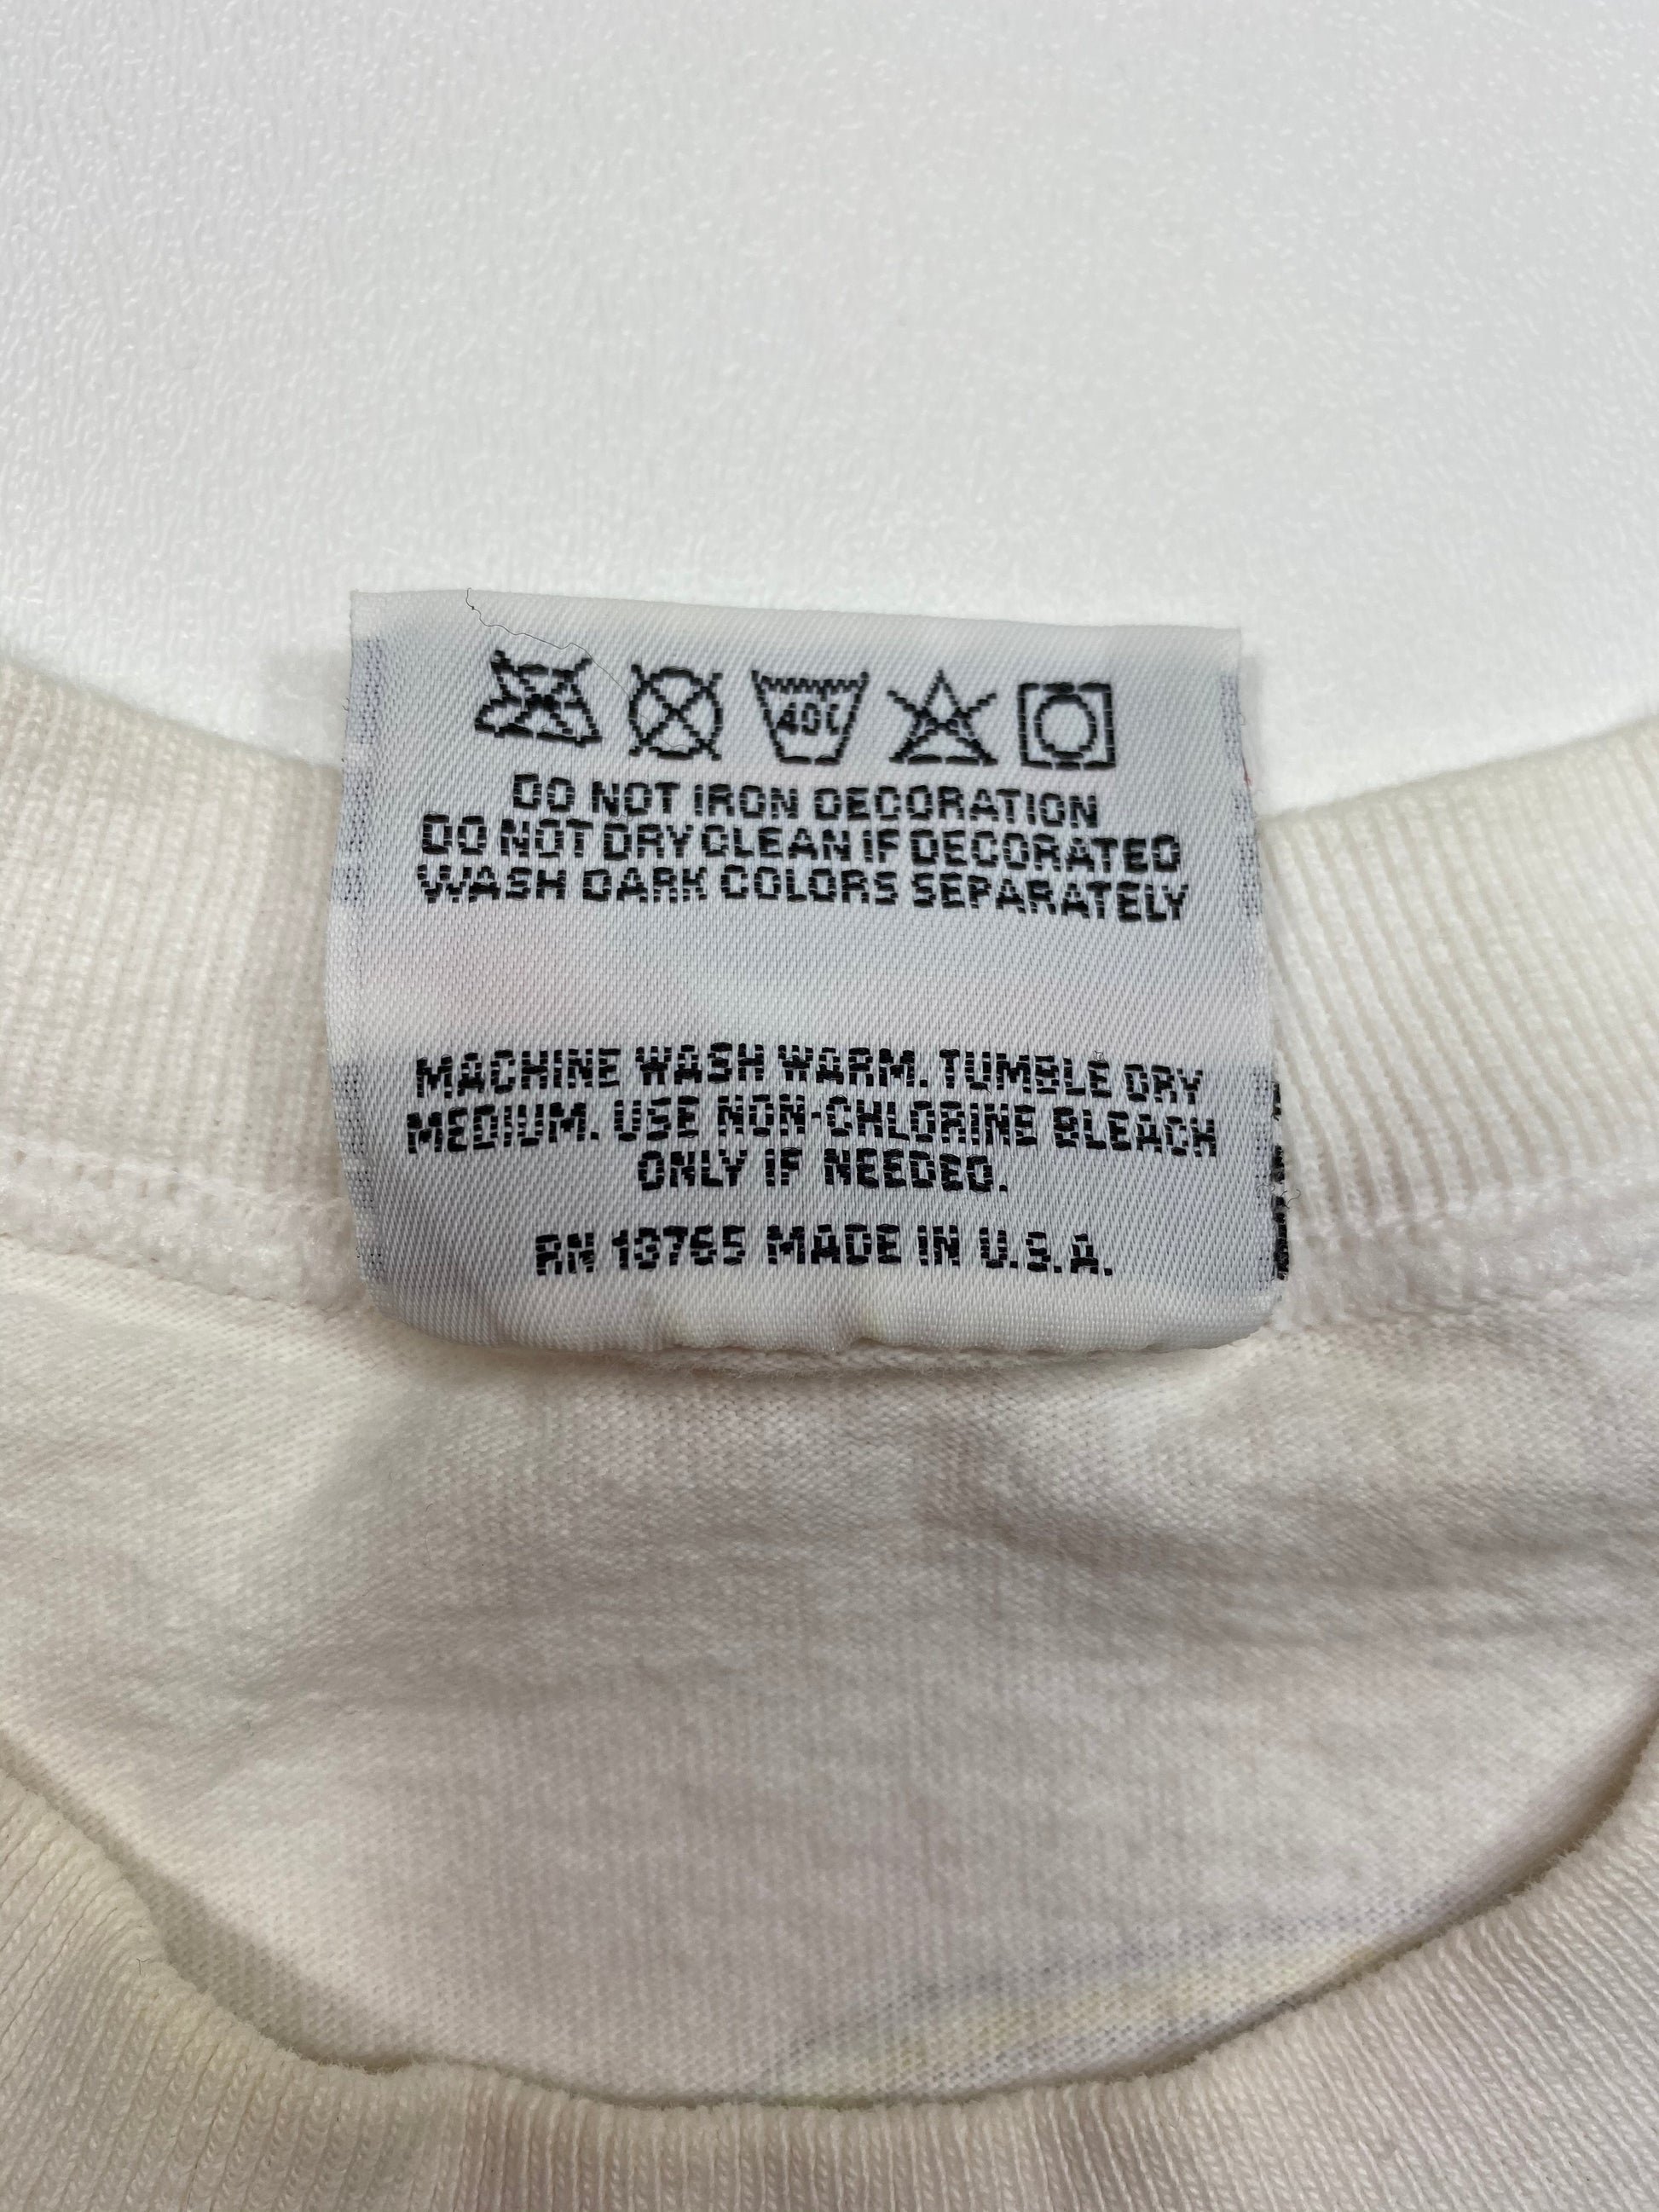 40C
DO NOT IRON DECORATION
DO NOT DRY CLEAN IF DECORATED
WASH DARK COLORS SEPARATELY
MACHINE WASH WARM. TUMBLE DRY
MEDIUM. USE NON-CHLORINE BLEACH
ONLY IF NEEDED.
RN 13765 MADE IN U.S.A.